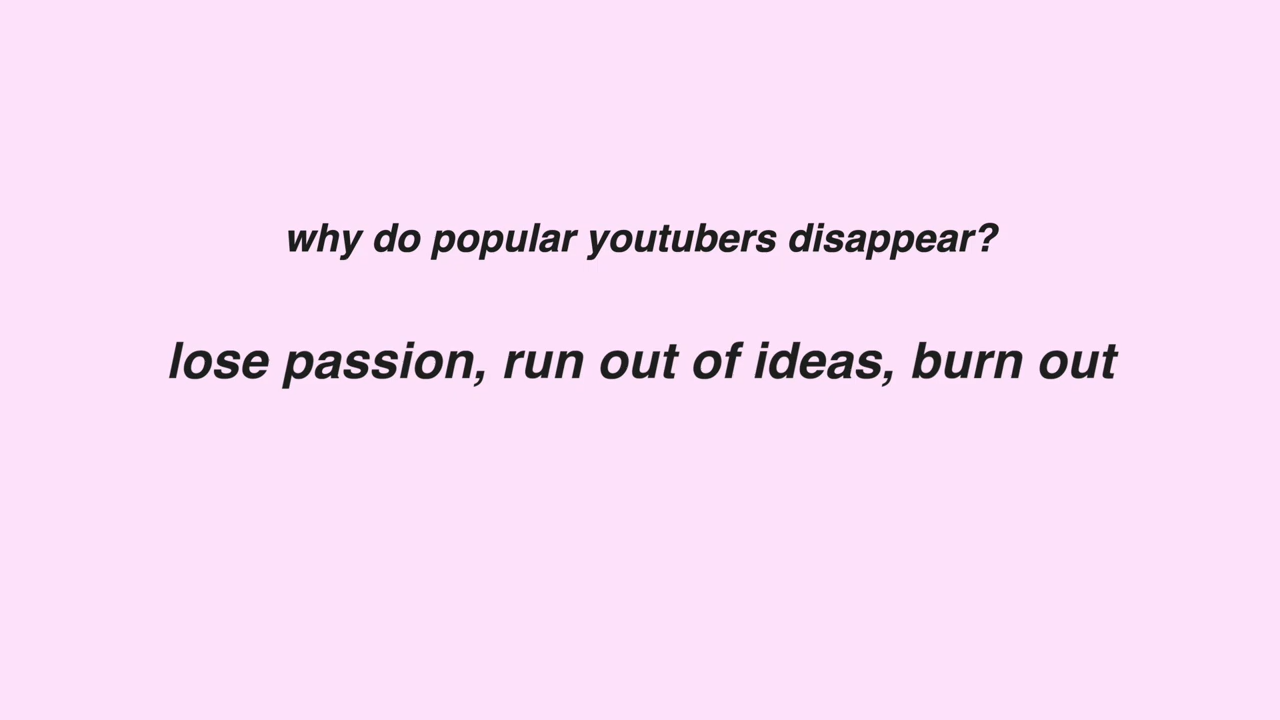 why do popular youtubers disappear?
lose passion, run out of ideas, burn out